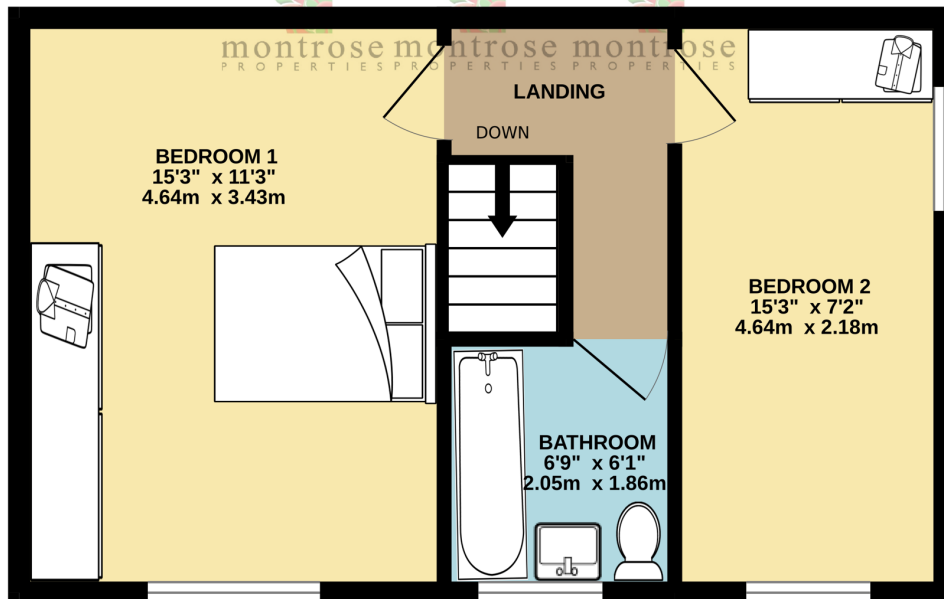 montrose montrose montrose
PROPERTIES PROPERTIES PROPERTIES
LANDING
DOWN
BEDROOM 1
15'3" x 11'3"
4.64m x 3.43m
BEDROOM 2
15'3" x 7'2"
4.64m x 2.18m
BATHROOM
6'9" x 6'1"
2.05m x 1.86m